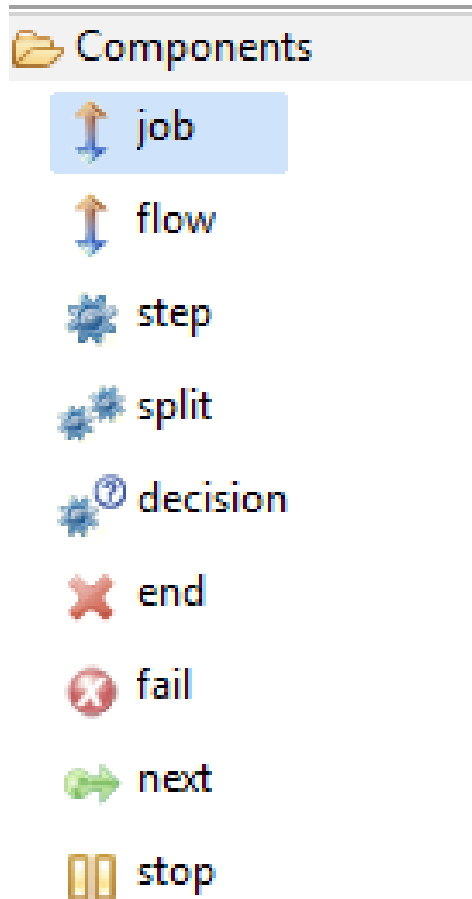 Components
job
flow
step
split
decision
end
fail
next
stop